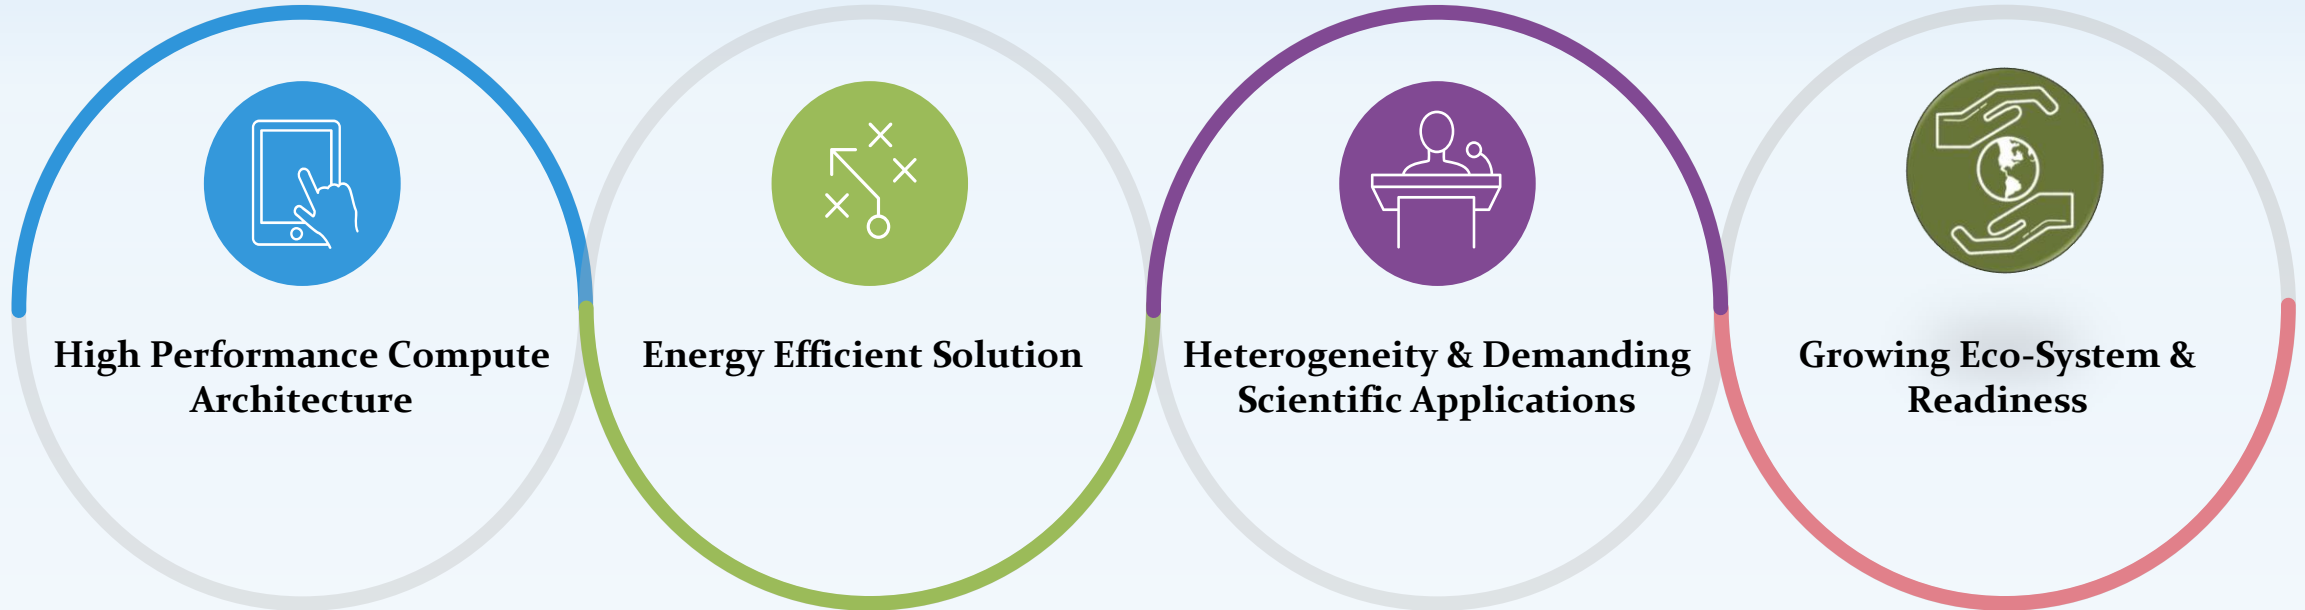 High Performance Compute
Architecture
Energy Efficient Solution
Heterogeneity & Demanding
Scientific Applications
Growing Eco-System &
Readiness